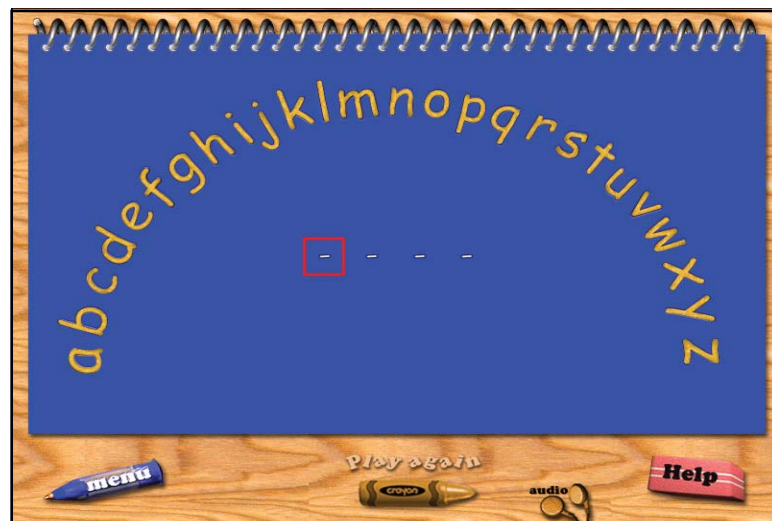 abcdefghijklmnopqrstuvwxyz
_ _ _ _
menu
Play again
crayon
audio
Help